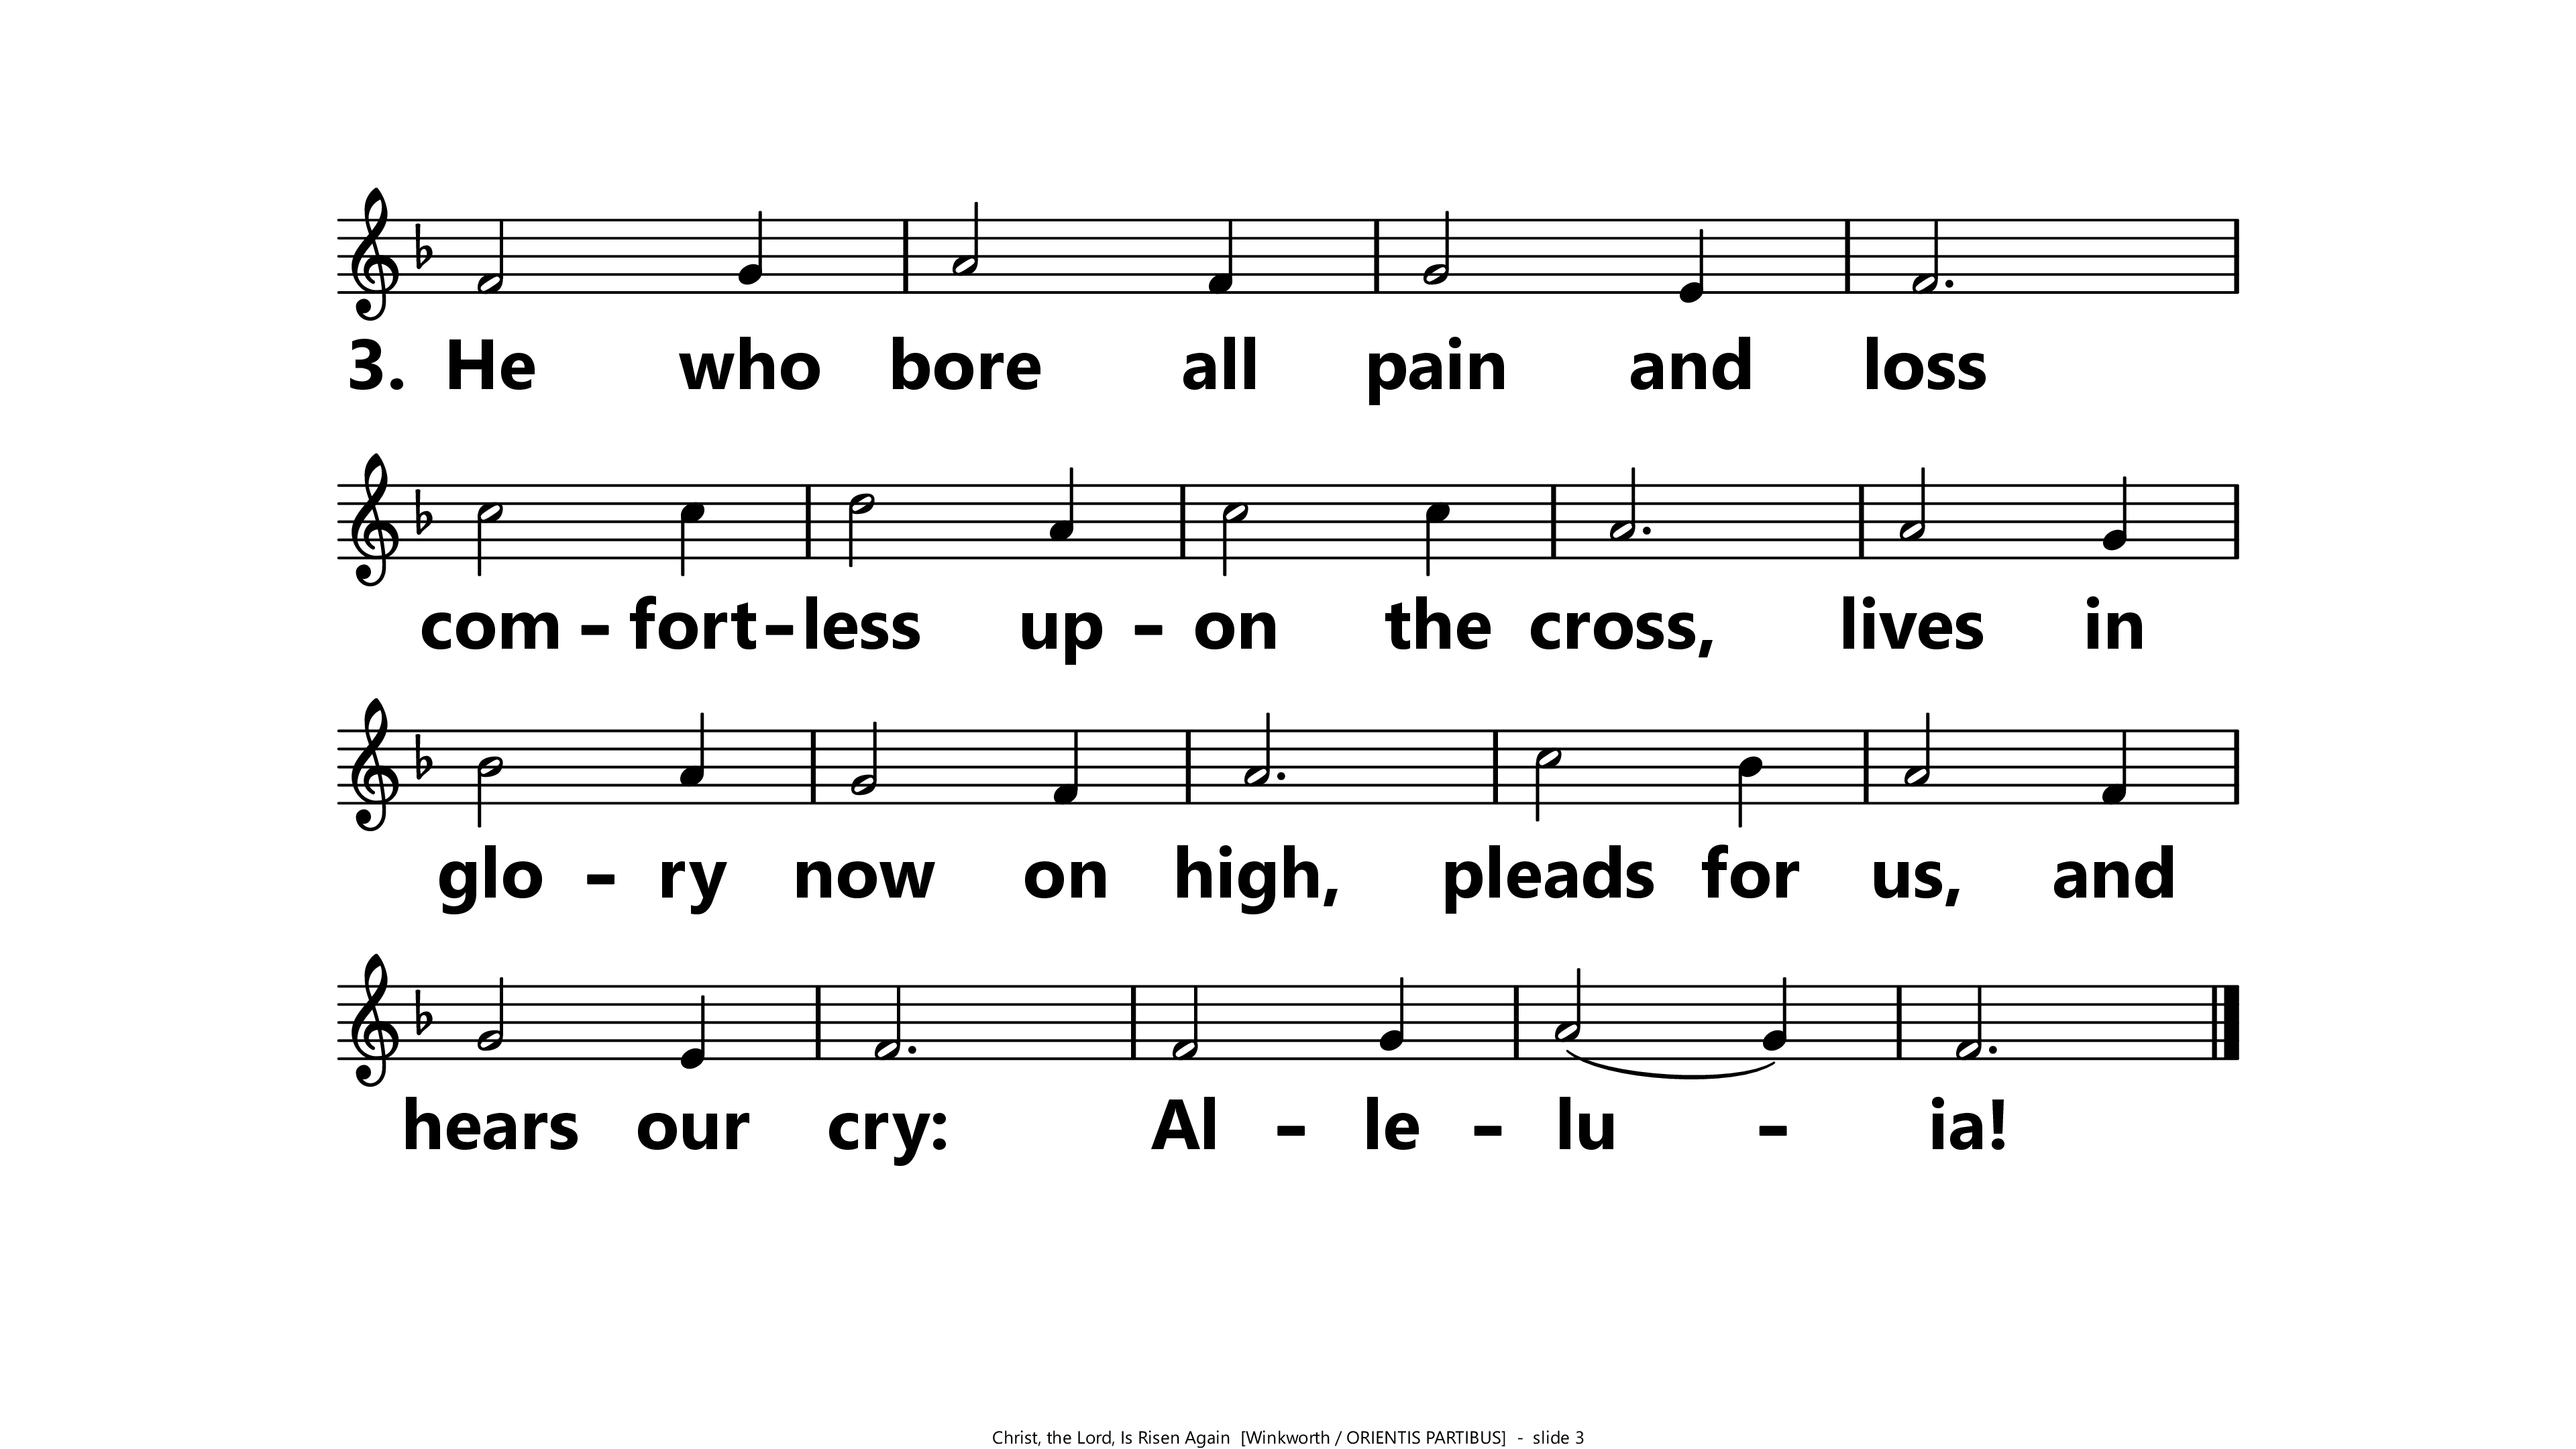 3. He who bore all pain and loss
com - fort - less up - on the cross, lives in
glo - ry now on high, pleads for us, and
hears our cry: Al - le - lu - ia!
Christ, the Lord, Is Risen Again [Winkworth / ORIENTIS PARTIBUS] - slide 3